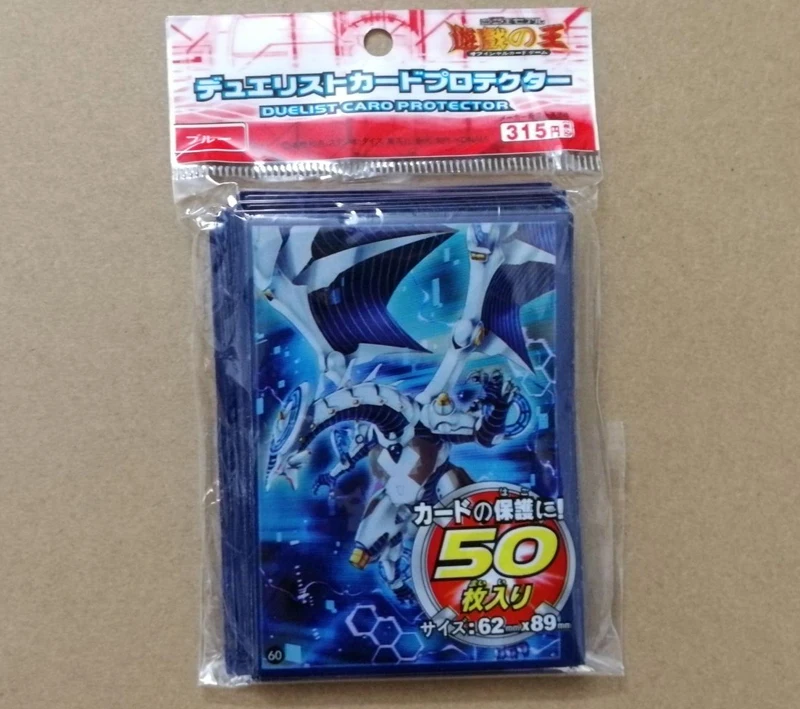 遊戯の王
デュエリストカードプロテクター
DUELIST CARD PROTECTOR
ブルー
315円
カードの保護に!
50
枚入り
サイズ:62mm×89mm
60